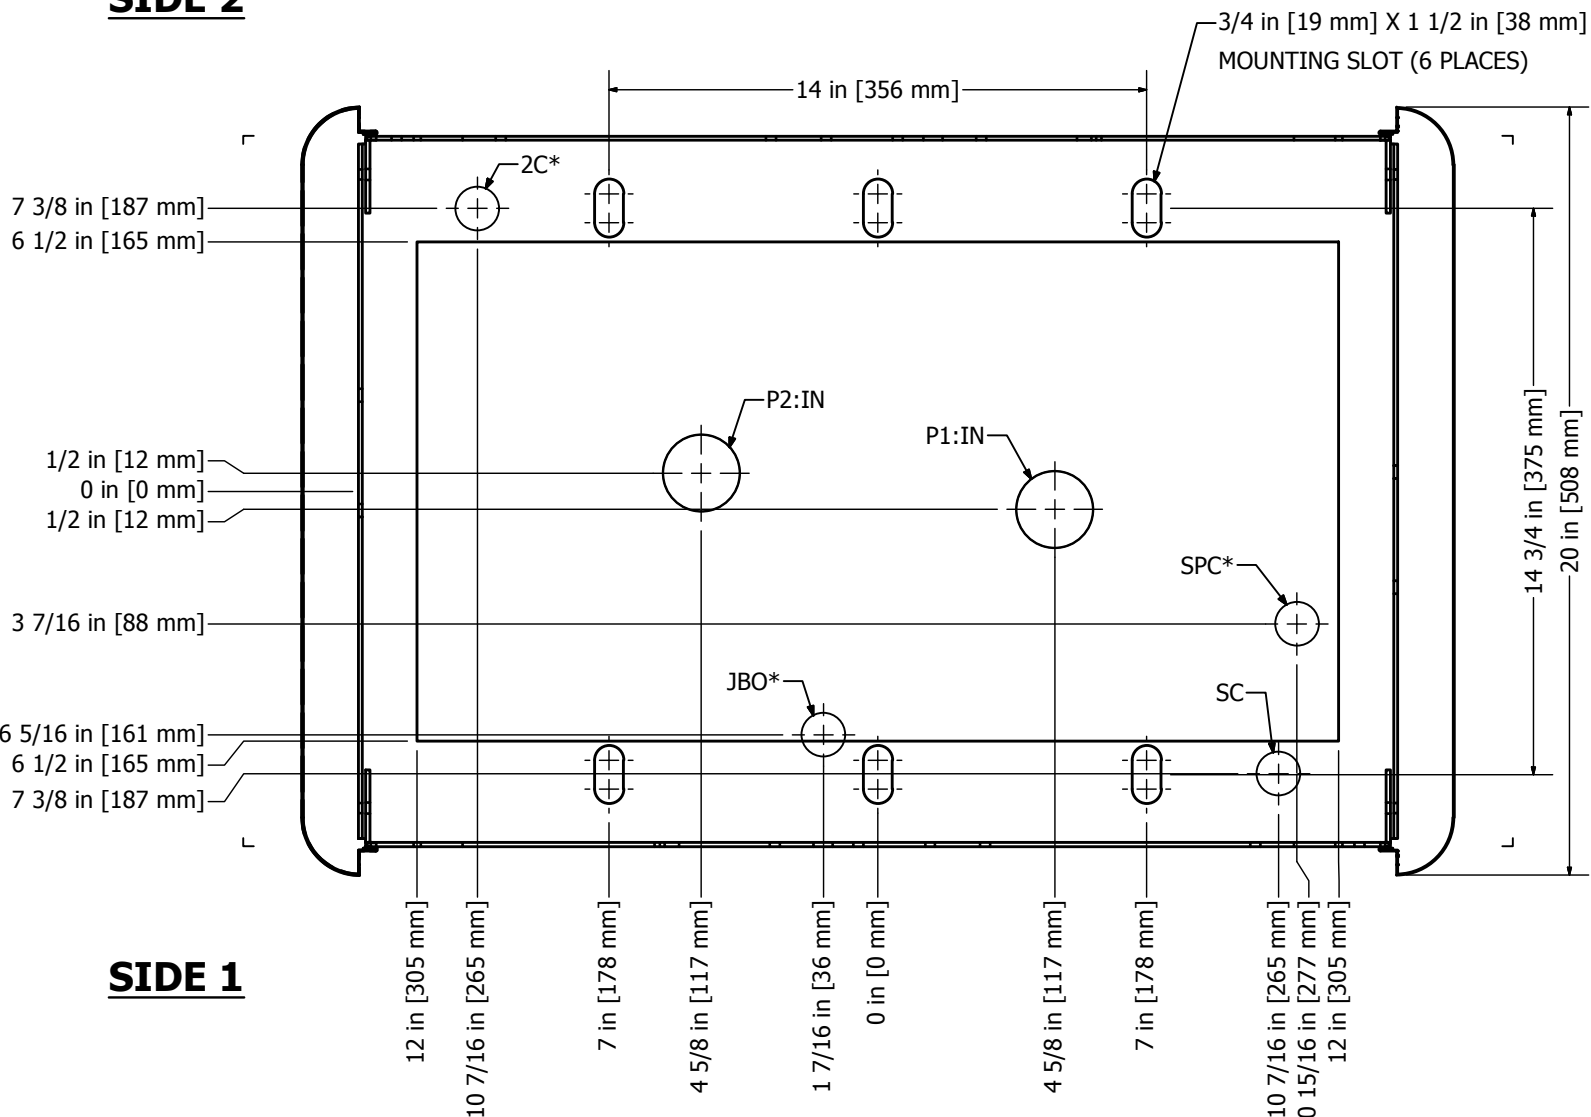 SIDE 2
3/4 in [19 mm] X 1 1/2 in [38 mm]
MOUNTING SLOT (6 PLACES)
14 in [356 mm]
2C*
7 3/8 in [187 mm]
6 1/2 in [165 mm]
P2:IN
P1:IN
1/2 in [12 mm]
0 in [0 mm]
1/2 in [12 mm]
14 3/4 in [375 mm]
20 in [508 mm]
SPC*
3 7/16 in [88 mm]
JBO*
SC
6 5/16 in [161 mm]
6 1/2 in [165 mm]
7 3/8 in [187 mm]
SIDE 1
12 in [305 mm]
10 7/16 in [265 mm]
7 in [178 mm]
4 5/8 in [117 mm]
1 7/16 in [36 mm]
0 in [0 mm]
4 5/8 in [117 mm]
7 in [178 mm]
10 7/16 in [265 mm]
0 15/16 in [277 mm]
12 in [305 mm]